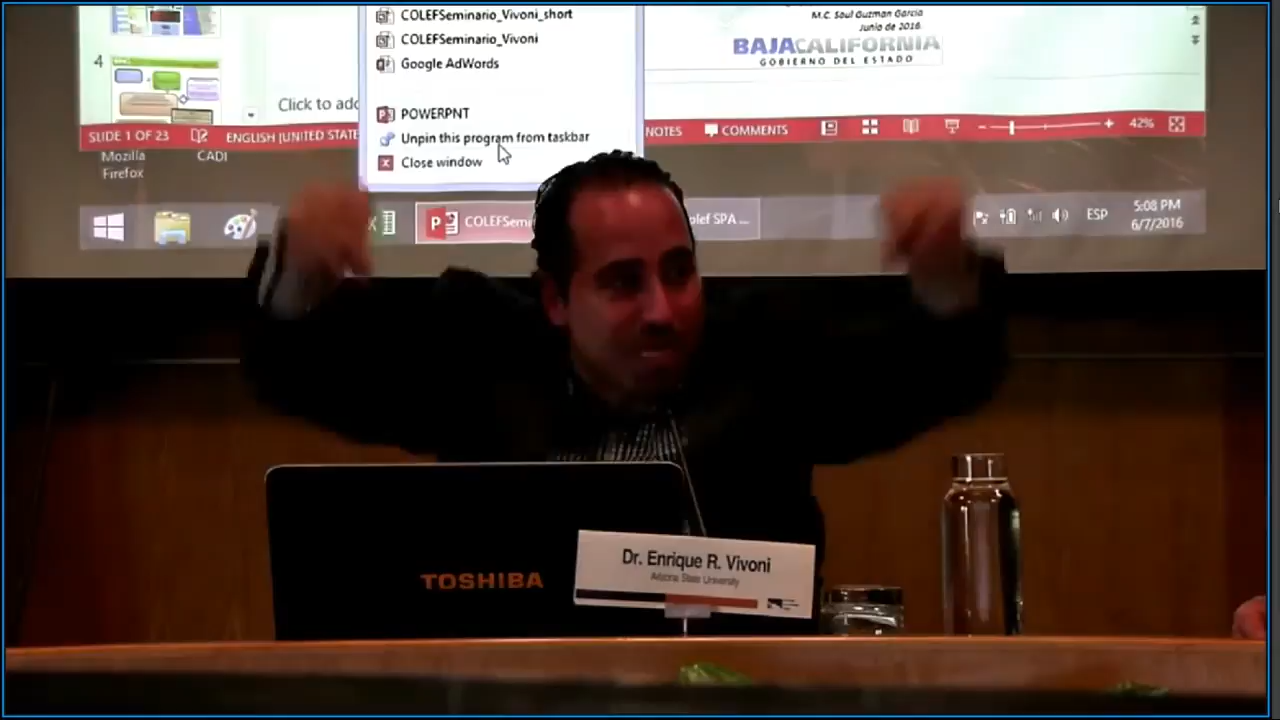 COLEFSeminario_Vivoni_short
COLEFSeminario_Vivoni
Google AdWords
POWERPNT
Unpin this program from taskbar
Close window
4
Click to add
SLIDE 1 OF 23
ENGLISH (UNITED STATE
Mozilla
Firefox
CADI
M.C. Saul Guzman Garcia
Junio de 2016
BAJACALIFORNIA
GOBIERNO DEL ESTADO
NOTES
COMMENTS
42%
COLEFSemi
olef SPA ...
ESP
5:08 PM
6/7/2016
TOSHIBA
Dr. Enrique R. Vivoni
Arizona State University